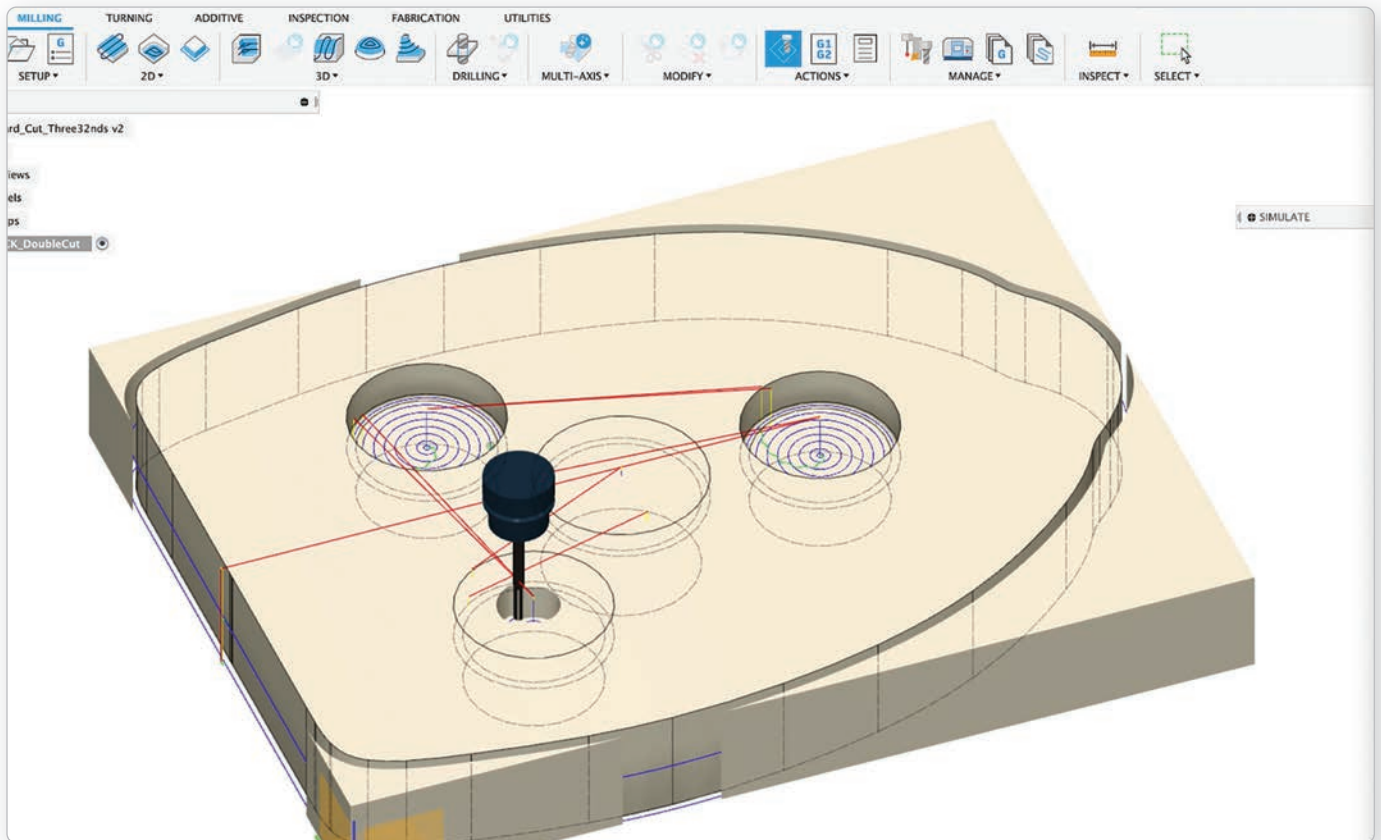 MILLING TURNING ADDITIVE INSPECTION FABRICATION UTILITIES
G G1 G2 G
SETUP 2D 3D DRILLING MULTI-AXIS MODIFY ACTIONS MANAGE INSPECT SELECT
rd_Cut_Three32nds v2
iews
els
ps
CK_DoubleCut
SIMULATE